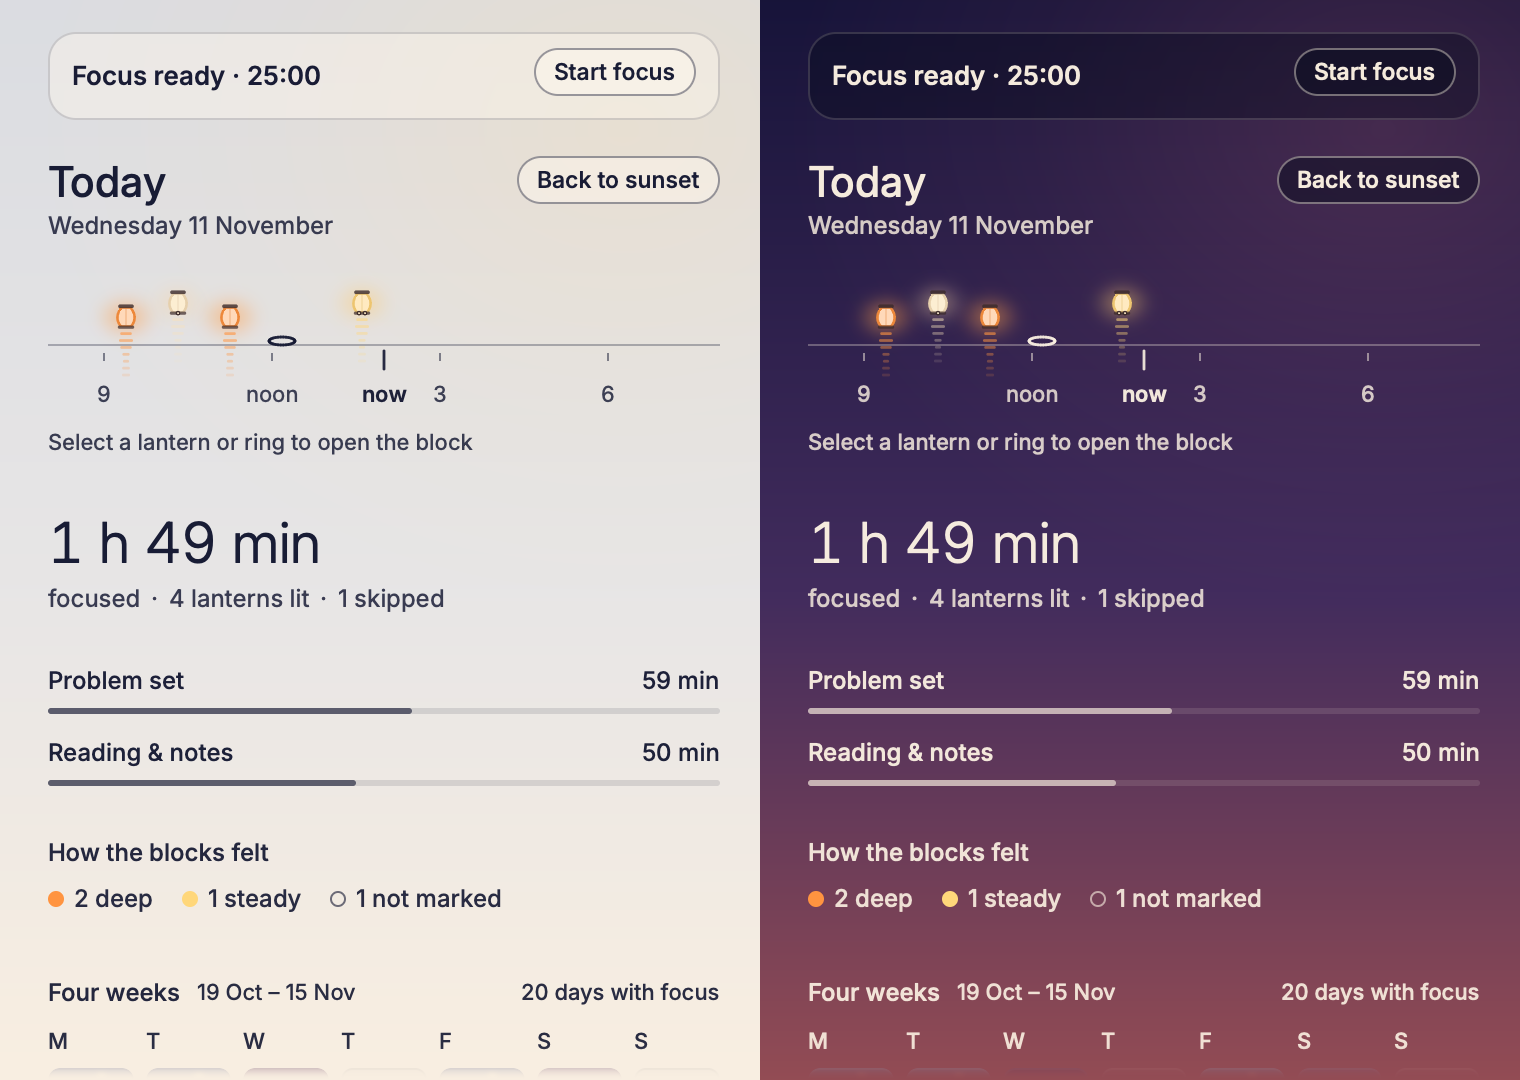 Focus ready · 25:00
Start focus
Today
Back to sunset
Wednesday 11 November
9
noon
now
3
6
Select a lantern or ring to open the block
1 h 49 min
focused · 4 lanterns lit · 1 skipped
Problem set
59 min
Reading & notes
50 min
How the blocks felt
2 deep
1 steady
1 not marked
Four weeks
19 Oct – 15 Nov
20 days with focus
M T W T F S S
Focus ready · 25:00
Start focus
Today
Back to sunset
Wednesday 11 November
9
noon
now
3
6
Select a lantern or ring to open the block
1 h 49 min
focused · 4 lanterns lit · 1 skipped
Problem set
59 min
Reading & notes
50 min
How the blocks felt
2 deep
1 steady
1 not marked
Four weeks
19 Oct – 15 Nov
20 days with focus
M T W T F S S